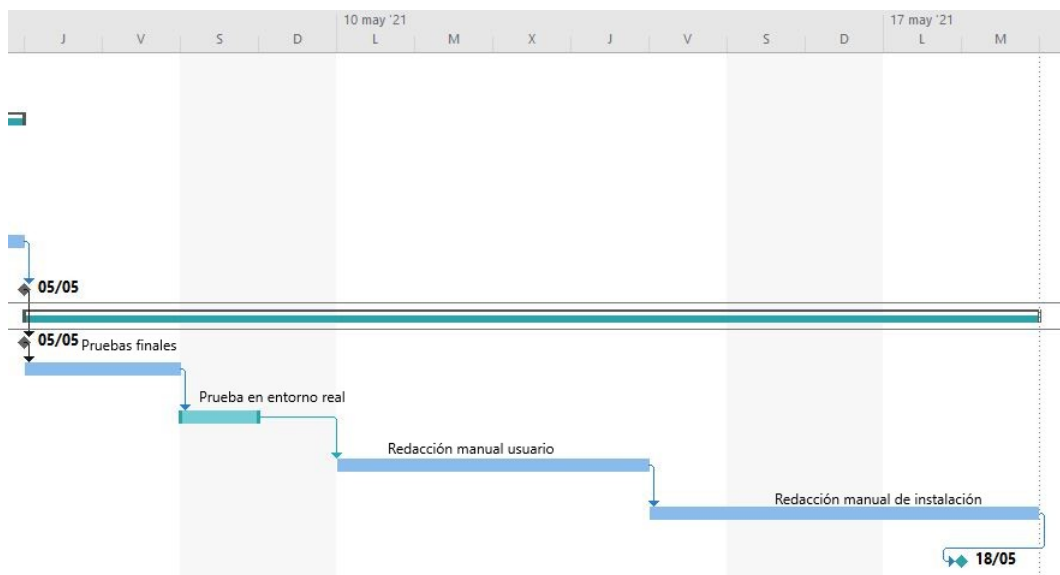 10 may '21 17 may '21
J V S D L M X J V S D L M
05/05
05/05 Pruebas finales
Prueba en entorno real
Redacción manual usuario
Redacción manual de instalación
18/05